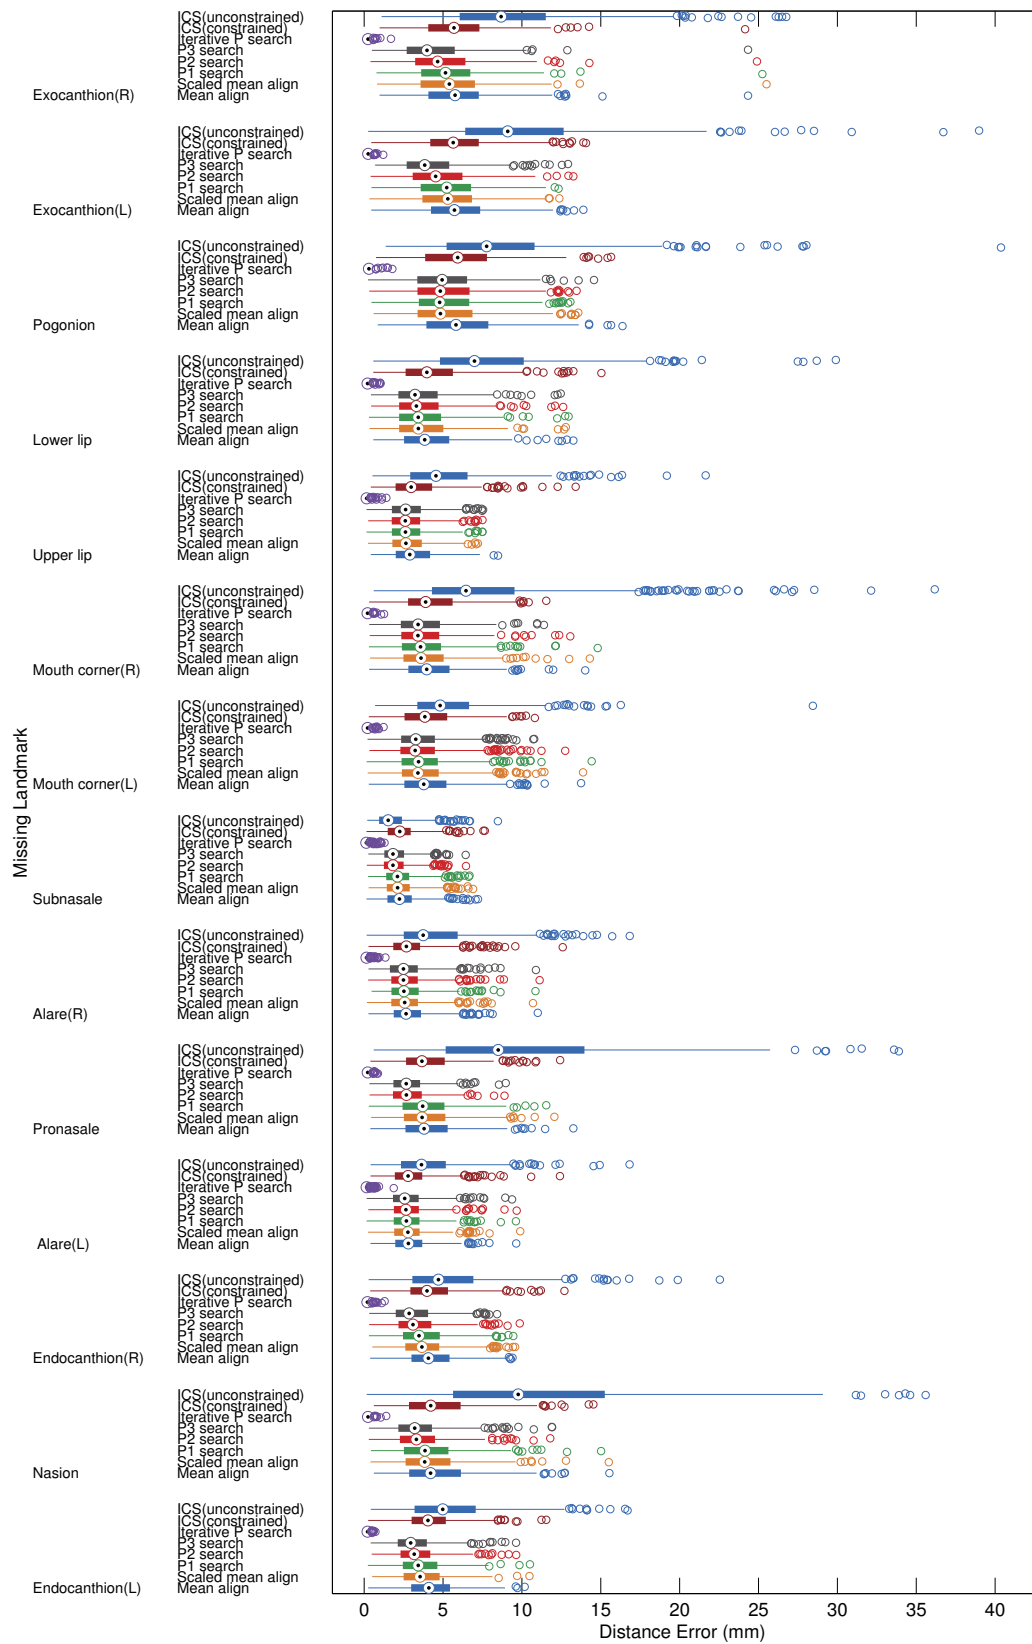 Missing Landmark
ICS(unconstrained)
ICS(constrained)
Iterative P search
P3 search
P2 search
P1 search
Scaled mean align
Exocanthion(R) Mean align
ICS(unconstrained)
ICS(constrained)
Iterative P search
P3 search
P2 search
P1 search
Scaled mean align
Exocanthion(L) Mean align
ICS(unconstrained)
ICS(constrained)
Iterative P search
P3 search
P2 search
P1 search
Scaled mean align
Pogonion Mean align
ICS(unconstrained)
ICS(constrained)
Iterative P search
P3 search
P2 search
P1 search
Scaled mean align
Lower lip Mean align
ICS(unconstrained)
ICS(constrained)
Iterative P search
P3 search
P2 search
P1 search
Scaled mean align
Upper lip Mean align
ICS(unconstrained)
ICS(constrained)
Iterative P search
P3 search
P2 search
P1 search
Scaled mean align
Mouth corner(R) Mean align
ICS(unconstrained)
ICS(constrained)
Iterative P search
P3 search
P2 search
P1 search
Scaled mean align
Mouth corner(L) Mean align
ICS(unconstrained)
ICS(constrained)
Iterative P search
P3 search
P2 search
P1 search
Scaled mean align
Subnasale Mean align
ICS(unconstrained)
ICS(constrained)
Iterative P search
P3 search
P2 search
P1 search
Scaled mean align
Alare(R) Mean align
ICS(unconstrained)
ICS(constrained)
Iterative P search
P3 search
P2 search
P1 search
Scaled mean align
Pronasale Mean align
ICS(unconstrained)
ICS(constrained)
Iterative P search
P3 search
P2 search
P1 search
Scaled mean align
Alare(L) Mean align
ICS(unconstrained)
ICS(constrained)
Iterative P search
P3 search
P2 search
P1 search
Scaled mean align
Endocanthion(R) Mean align
ICS(unconstrained)
ICS(constrained)
Iterative P search
P3 search
P2 search
P1 search
Scaled mean align
Nasion Mean align
ICS(unconstrained)
ICS(constrained)
Iterative P search
P3 search
P2 search
P1 search
Scaled mean align
Endocanthion(L) Mean align
0 5 10 15 20 25 30 35 40
Distance Error (mm)